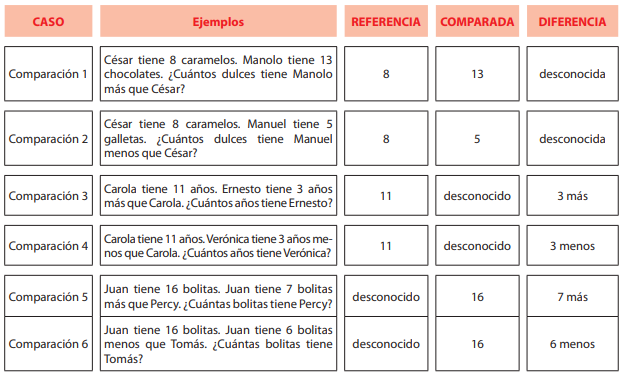 CASO
Ejemplos
REFERENCIA
COMPARADA
DIFERENCIA
Comparación 1
César tiene 8 caramelos. Manolo tiene 13
chocolates. ¿Cuántos dulces tiene Manolo
más que César?
8
13
desconocida
Comparación 2
César tiene 8 caramelos. Manuel tiene 5
galletas. ¿Cuántos dulces tiene Manuel
menos que César?
8
5
desconocida
Comparación 3
Carola tiene 11 años. Ernesto tiene 3 años
más que Carola. ¿Cuántos años tiene Ernesto?
11
desconocido
3 más
Comparación 4
Carola tiene 11 años. Verónica tiene 3 años me-
nos que Carola. ¿Cuántos años tiene Verónica?
11
desconocido
3 menos
Comparación 5
Juan tiene 16 bolitas. Juan tiene 7 bolitas
más que Percy. ¿Cuántas bolitas tiene Percy?
desconocido
16
7 más
Comparación 6
Juan tiene 16 bolitas. Juan tiene 6 bolitas
menos que Tomás. ¿Cuántas bolitas tiene
Tomás?
desconocido
16
6 menos